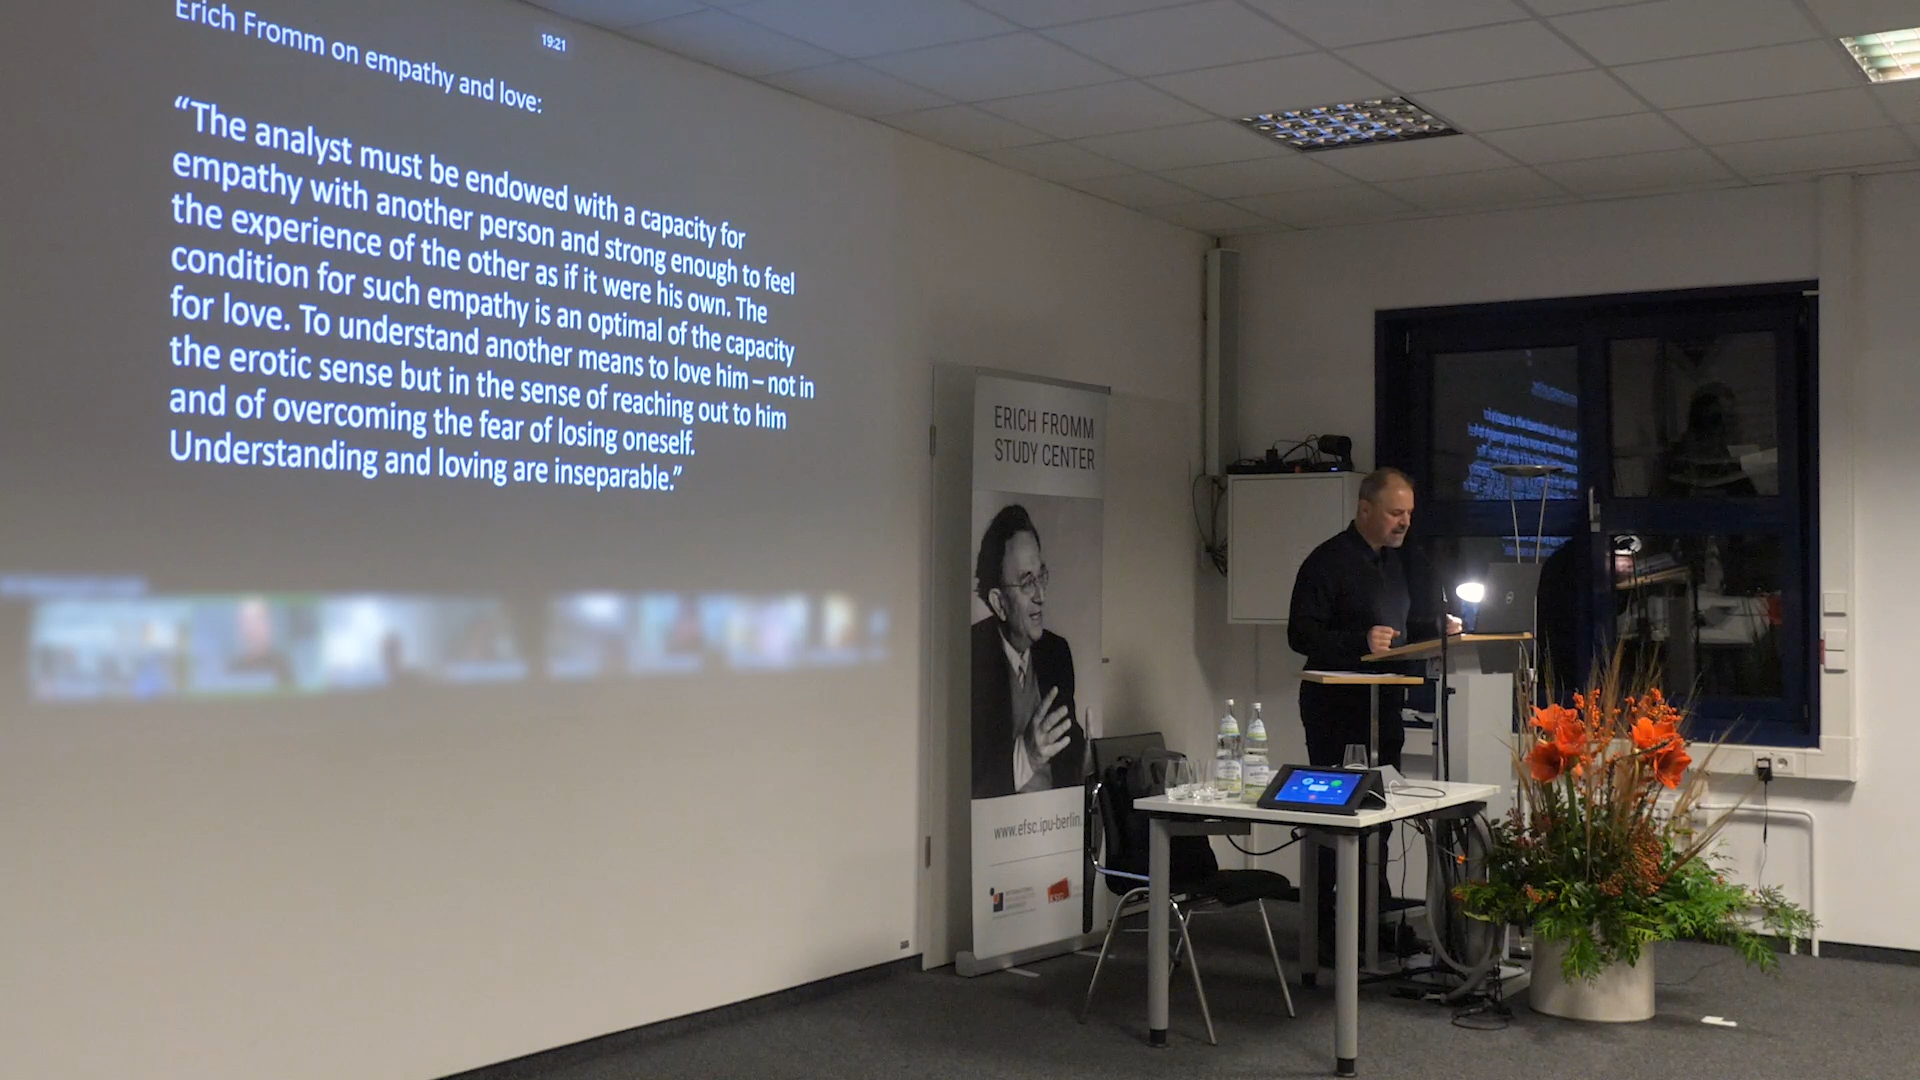 Erich Fromm on empathy and love:
19:21
“The analyst must be endowed with a capacity for
empathy with another person and strong enough to feel
the experience of the other as if it were his own. The
condition for such empathy is an optimal of the capacity
for love. To understand another means to love him – not in
the erotic sense but in the sense of reaching out to him
and of overcoming the fear of losing oneself.
Understanding and loving are inseparable.”
ERICH FROMM
STUDY CENTER
www.efsc.ipu-berlin.
INTERNATIONAL
UNIVERSITY